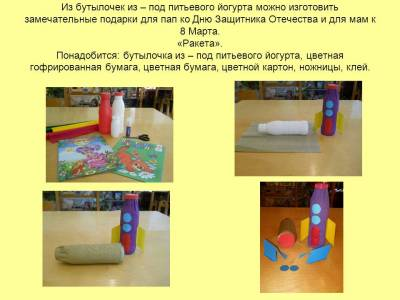 Из бутылочек из – под питьевого йогурта можно изготовить
замечательные подарки для пап ко Дню Защитника Отечества и для мам к
8 Марта.
«Ракета».
Понадобится: бутылочка из – под питьевого йогурта, цветная
гофрированная бумага, цветная бумага, цветной картон, ножницы, клей.